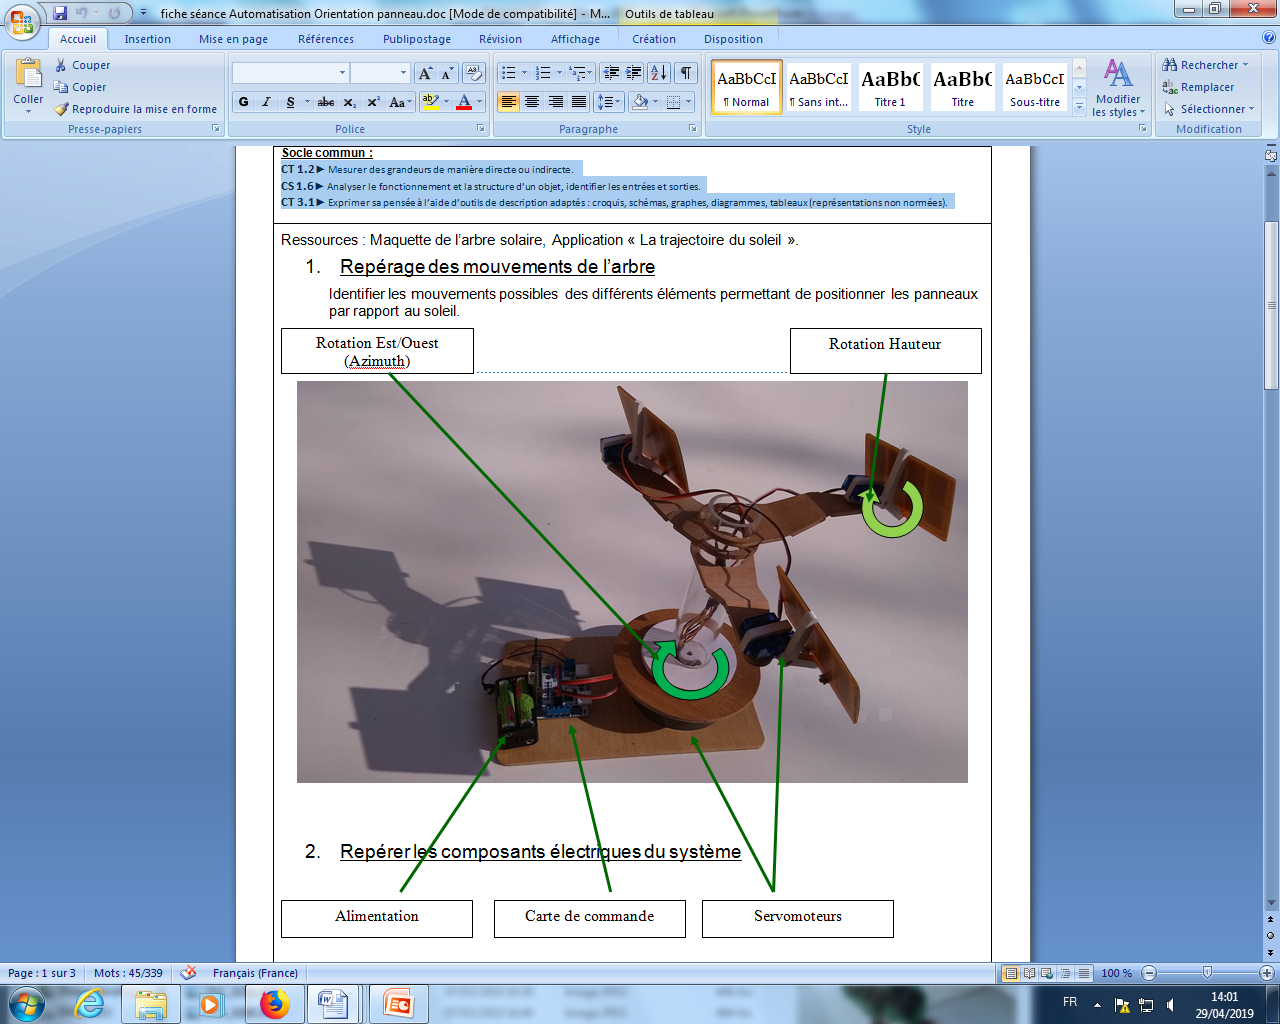 fiche séance Automatisation Orientation panneau.doc [Mode de compatibilité] - M...
Outils de tableau
Accueil
Insertion
Mise en page
Références
Publipostage
Révision
Affichage
Création
Disposition
Coller
Couper
Copier
Reproduire la mise en forme
Presse-papiers
G I S abc X₂ X² Aa
Police
Paragraphe
AaBbCcI AaBbCcI AaBbC AaBbC AaBbCcI
¶ Normal ¶ Sans int... Titre 1 Titre Sous-titre
Modifier
les styles
Style
Rechercher
Remplacer
Sélectionner
Modification
Socle commun :
CT 1.2► Mesurer des grandeurs de manière directe ou indirecte.
CS 1.6► Analyser le fonctionnement et la structure d'un objet, identifier les entrées et sorties.
CT 3.1► Exprimer sa pensée à l'aide d'outils de description adaptés : croquis, schémas, graphes, diagrammes, tableaux (représentations non normées).
Ressources : Maquette de l'arbre solaire, Application « La trajectoire du soleil ».
1. Repérage des mouvements de l'arbre
Identifier les mouvements possibles des différents éléments permettant de positionner les panneaux
par rapport au soleil.
Rotation Est/Ouest
(Azimuth)
Rotation Hauteur
2. Repérer les composants électriques du système
Alimentation
Carte de commande
Servomoteurs
Page : 1 sur 3
Mots : 45/339
Français (France)
100 %
FR
14:01
29/04/2019